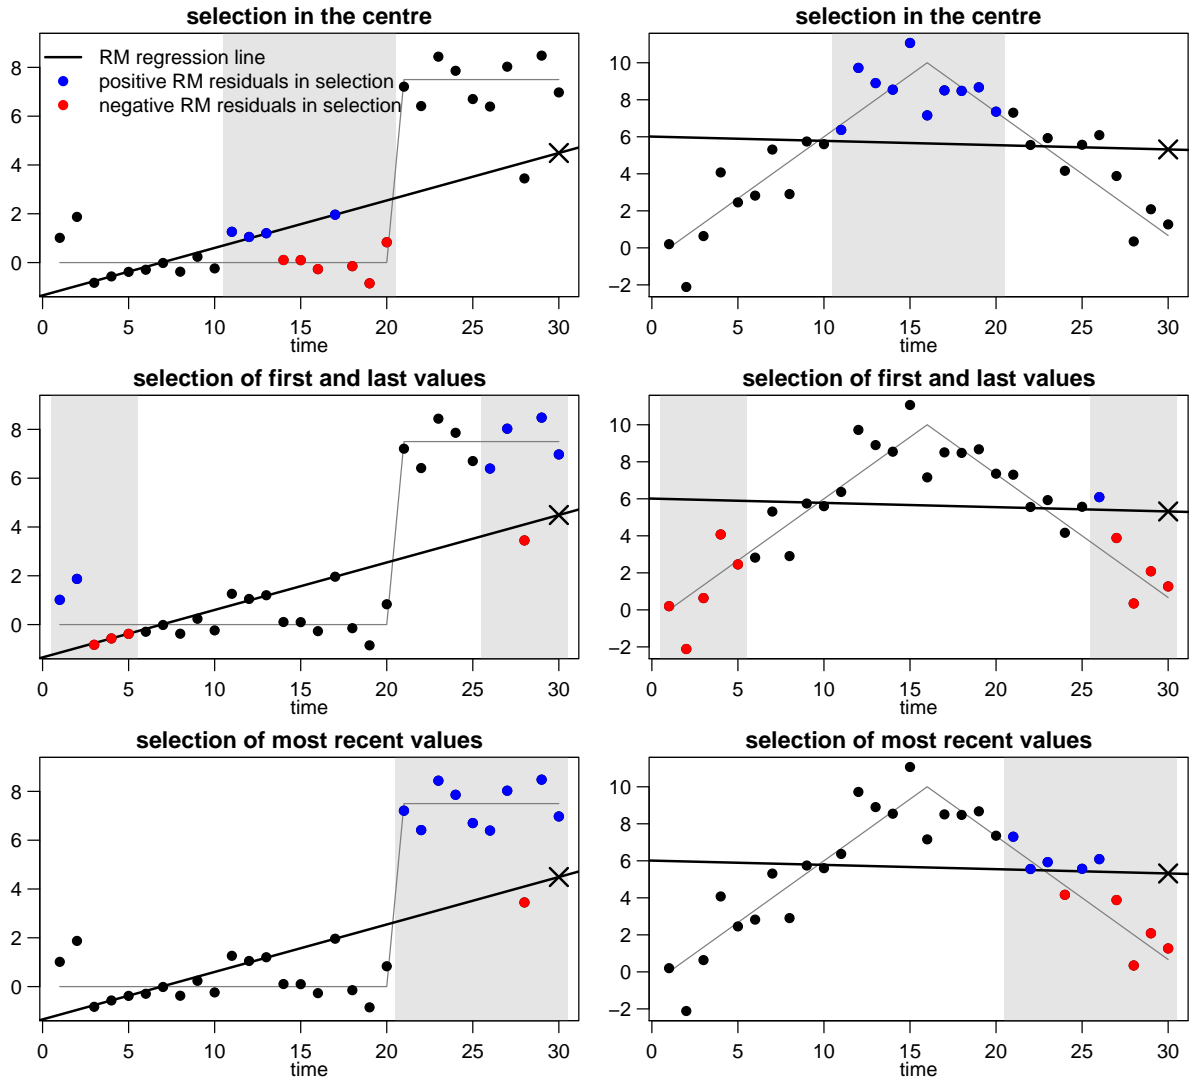 selection in the centre
RM regression line
positive RM residuals in selection
negative RM residuals in selection
8
6
4
2
0
0 5 10 15 20 25 30
time
selection in the centre
10
8
6
4
2
0
−2
0 5 10 15 20 25 30
time
selection of first and last values
8
6
4
2
0
0 5 10 15 20 25 30
time
selection of first and last values
10
8
6
4
2
0
−2
0 5 10 15 20 25 30
time
selection of most recent values
8
6
4
2
0
0 5 10 15 20 25 30
time
selection of most recent values
10
8
6
4
2
0
−2
0 5 10 15 20 25 30
time